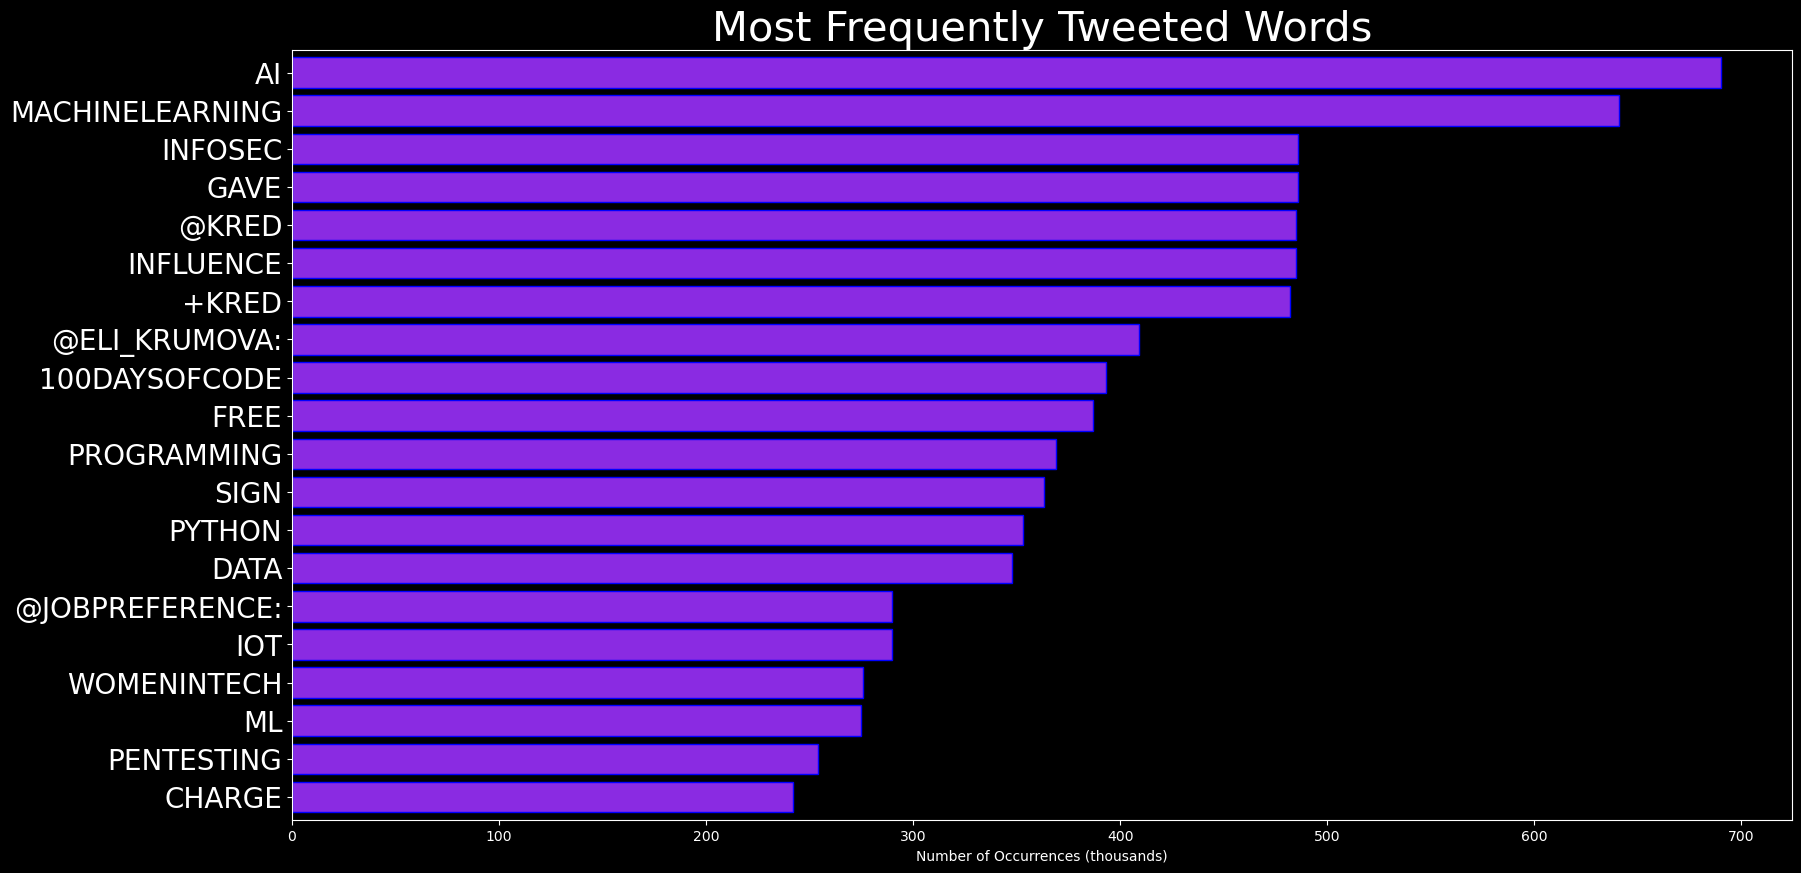 Most Frequently Tweeted Words
AI
MACHINELEARNING
INFOSEC
GAVE
@KRED
INFLUENCE
+KRED
@ELI_KRUMOVA:
100DAYSOFCODE
FREE
PROGRAMMING
SIGN
PYTHON
DATA
@JOBPREFERENCE:
IOT
WOMENINTECH
ML
PENTESTING
CHARGE
0 100 200 300 400 500 600 700
Number of Occurrences (thousands)